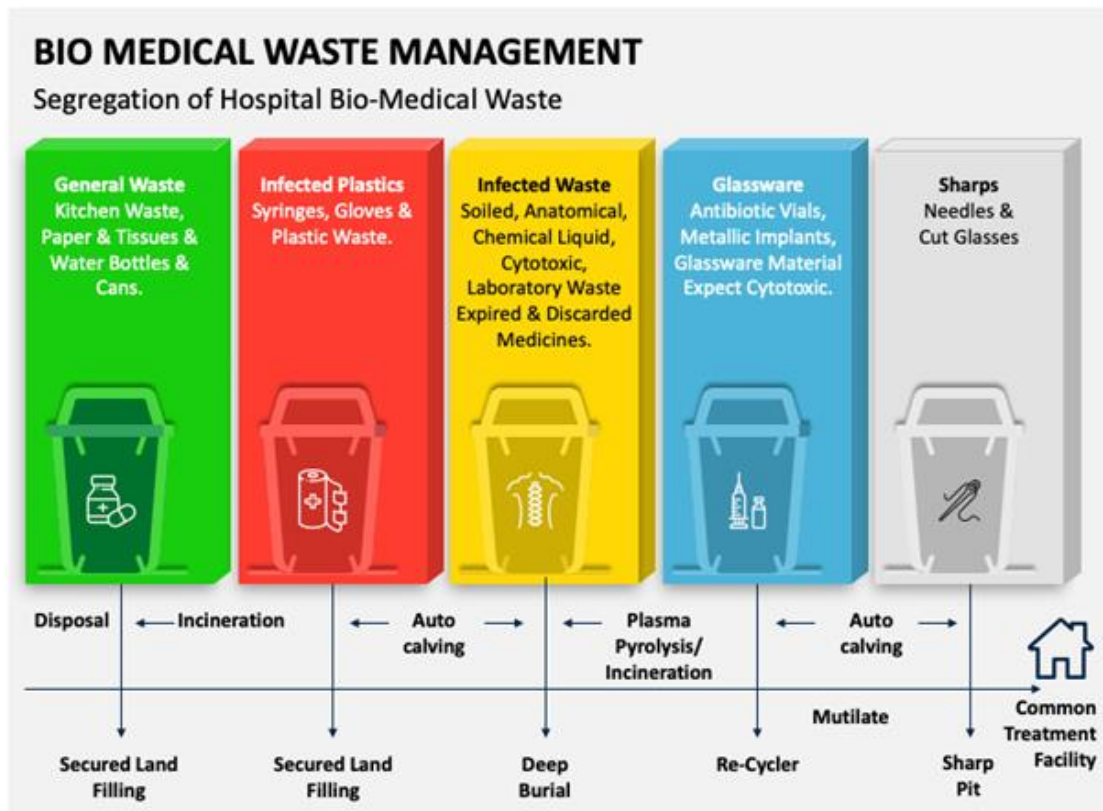 BIO MEDICAL WASTE MANAGEMENT
Segregation of Hospital Bio-Medical Waste
General Waste
Kitchen Waste,
Paper & Tissues &
Water Bottles &
Cans.
Infected Plastics
Syringes, Gloves &
Plastic Waste.
Infected Waste
Soiled, Anatomical,
Chemical Liquid,
Cytotoxic,
Laboratory Waste
Expired & Discarded
Medicines.
Glassware
Antibiotic Vials,
Metallic Implants,
Glassware Material
Expect Cytotoxic.
Sharps
Needles &
Cut Glasses
Disposal
Incineration
Auto
calving
Plasma
Pyrolysis/
Incineration
Auto
calving
Mutilate
Common
Treatment
Facility
Secured Land
Filling
Secured Land
Filling
Deep
Burial
Re-Cycler
Sharp
Pit